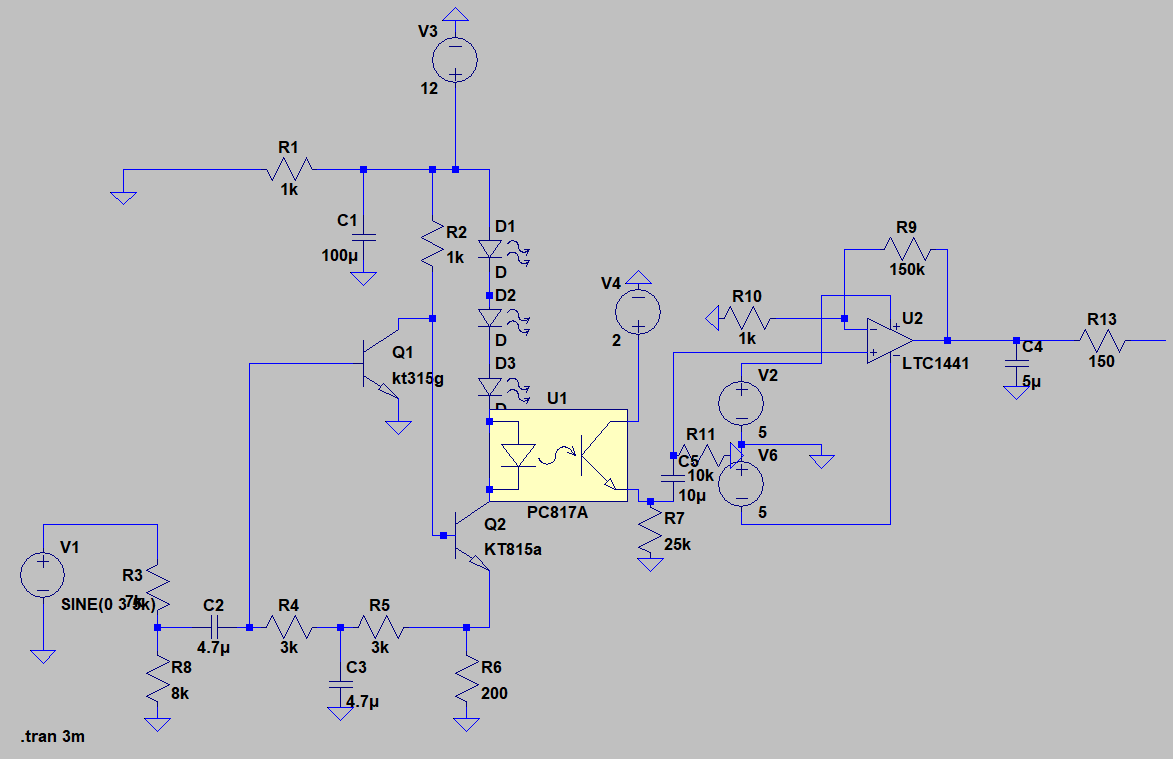 V3
12
R1
1k
C1
100µ
R2
1k
D1
D
D2
D
D3
D
U1
PC817A
V4
2
Q1
kt315g
Q2
KT815a
R9
150k
R10
1k
U2
LTC1441
V2
5
V6
5
R11
10k
C5
10µ
R7
25k
C4
5µ
R13
150
V1
SINE(0 3 5k)
R3
C2
4.7µ
R4
3k
R5
3k
R8
8k
C3
4.7µ
R6
200
.tran 3m